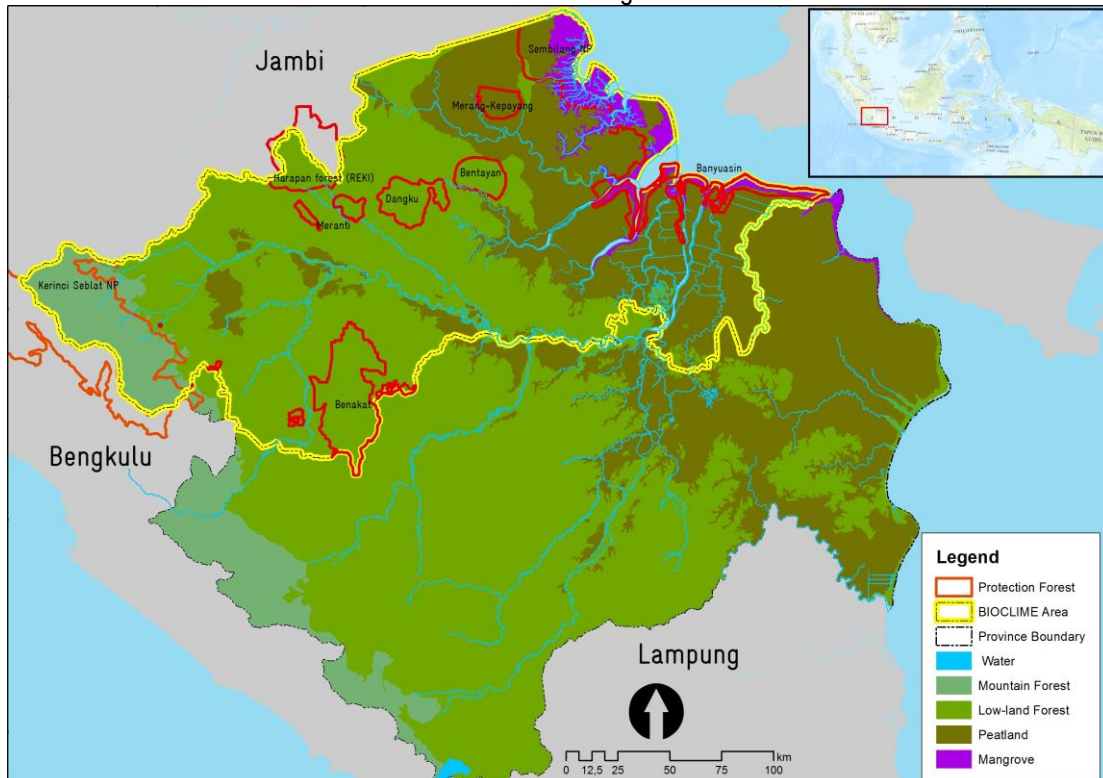 Jambi
Sembilang NP
Merang-Kepayang
Banyuasin
Harapan forest (REKI)
Bentayan
Dangku
Meranti
Kerinci Seblat NP
Benakat
Bengkulu
Lampung
km
0 12,5 25 50 75 100
Legend
Protection Forest
BIOCLIME Area
Province Boundary
Water
Mountain Forest
Low-land Forest
Peatland
Mangrove